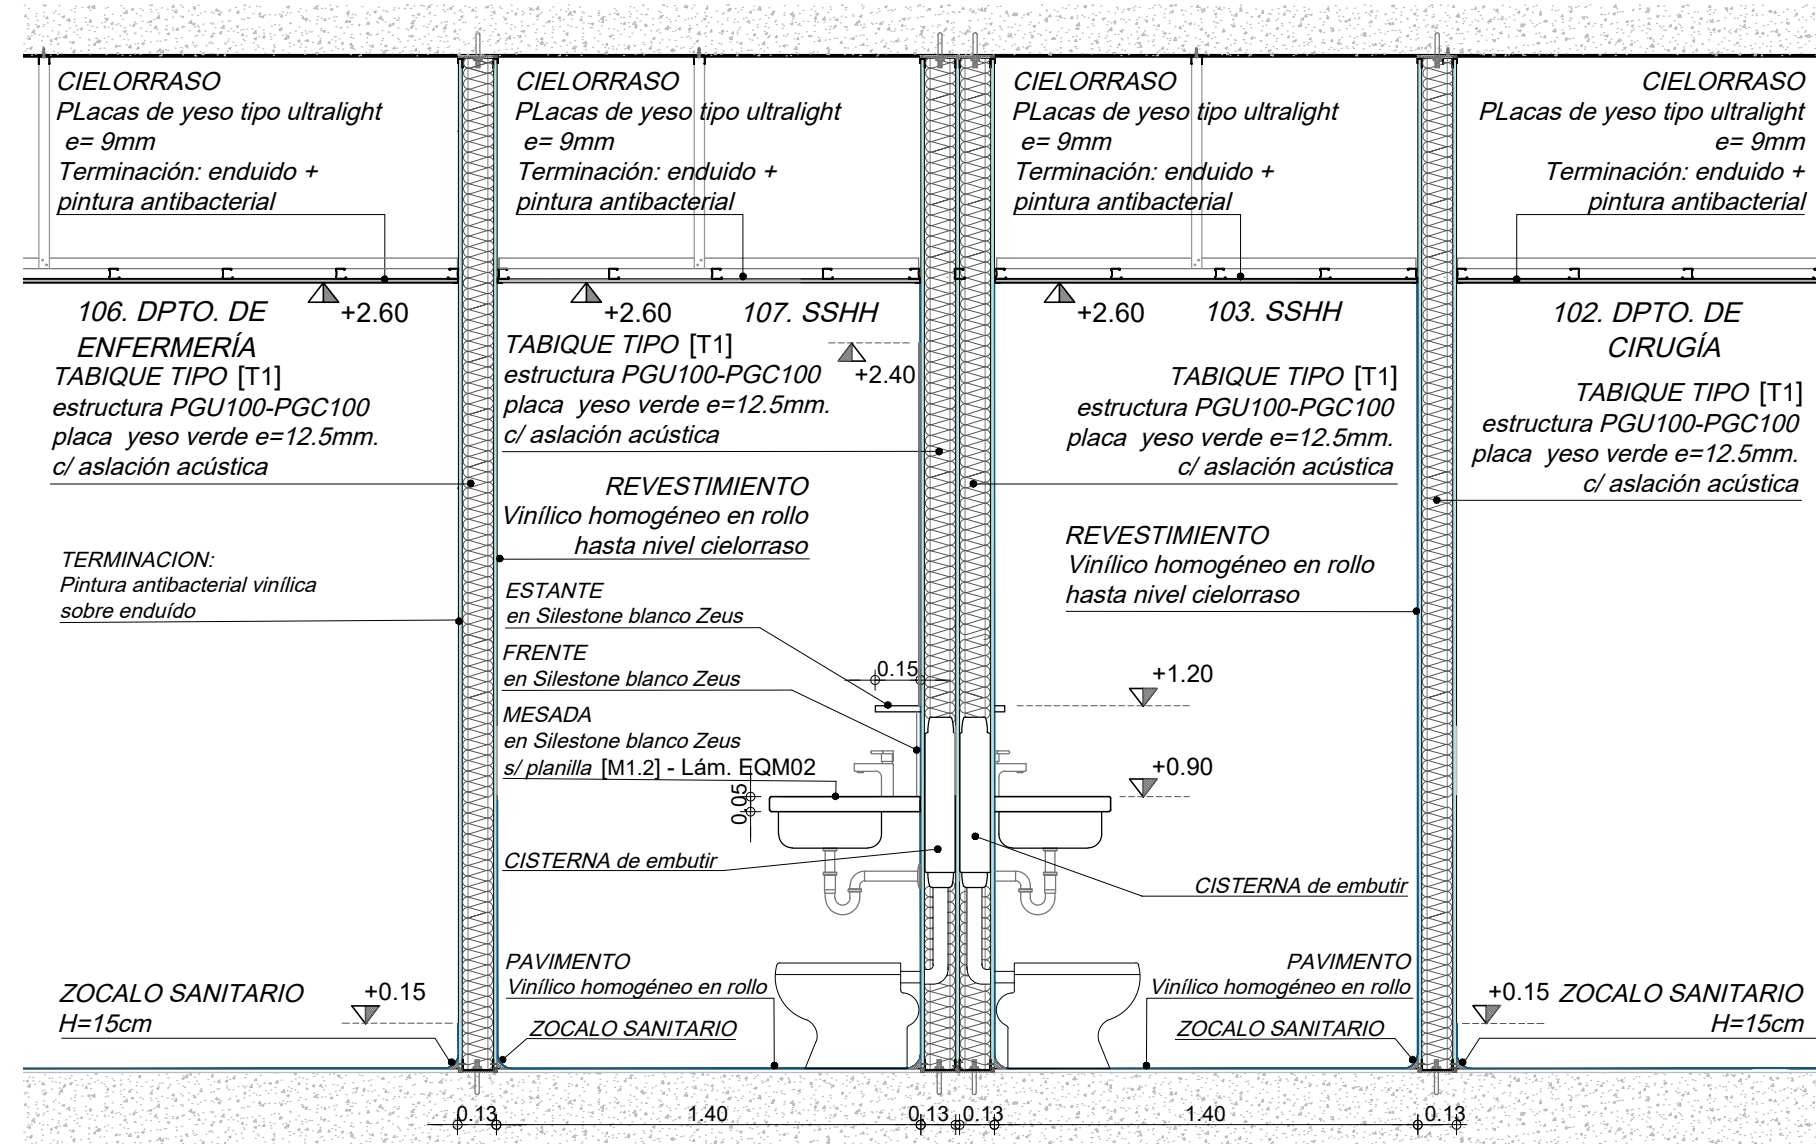 CIELORRASO
PLacas de yeso tipo ultralight
e= 9mm
Terminación: enduido +
pintura antibacterial
CIELORRASO
PLacas de yeso tipo ultralight
e= 9mm
Terminación: enduido +
pintura antibacterial
CIELORRASO
PLacas de yeso tipo ultralight
e= 9mm
Terminación: enduido +
pintura antibacterial
CIELORRASO
PLacas de yeso tipo ultralight
e= 9mm
Terminación: enduido +
pintura antibacterial
106. DPTO. DE
ENFERMERÍA
+2.60
TABIQUE TIPO [T1]
estructura PGU100-PGC100
placa yeso verde e=12.5mm.
c/ aslación acústica
TERMINACION:
Pintura antibacterial vinílica
sobre enduído
ZOCALO SANITARIO
H=15cm
+0.15
+2.60
107. SSHH
TABIQUE TIPO [T1]
estructura PGU100-PGC100
placa yeso verde e=12.5mm.
c/ aslación acústica
+2.40
REVESTIMIENTO
Vinílico homogéneo en rollo
hasta nivel cielorraso
ESTANTE
en Silestone blanco Zeus
FRENTE
en Silestone blanco Zeus
0.15
MESADA
en Silestone blanco Zeus
s/ planilla [M1.2] - Lám. EQM02
0.05
CISTERNA de embutir
PAVIMENTO
Vinílico homogéneo en rollo
ZOCALO SANITARIO
+2.60
103. SSHH
TABIQUE TIPO [T1]
estructura PGU100-PGC100
placa yeso verde e=12.5mm.
c/ aslación acústica
REVESTIMIENTO
Vinílico homogéneo en rollo
hasta nivel cielorraso
+1.20
+0.90
CISTERNA de embutir
PAVIMENTO
Vinílico homogéneo en rollo
ZOCALO SANITARIO
102. DPTO. DE
CIRUGÍA
TABIQUE TIPO [T1]
estructura PGU100-PGC100
placa yeso verde e=12.5mm.
c/ aslación acústica
+0.15
ZOCALO SANITARIO
H=15cm
0.13
1.40
0.13
0.13
1.40
0.13